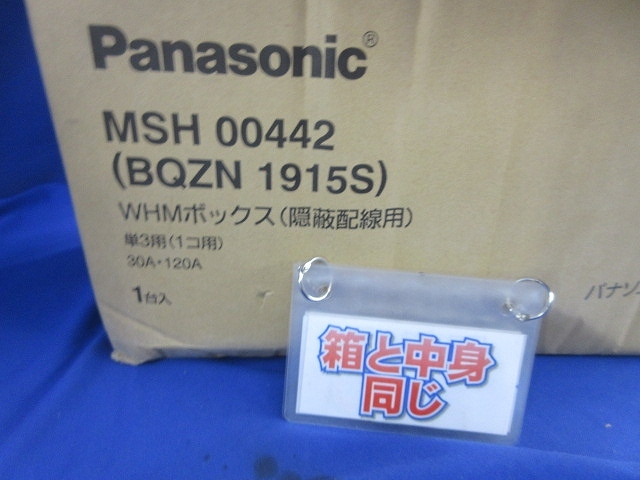 Panasonic®
MSH 00442
(BQZN 1915S)
WHMボックス(隠蔽配線用)
単3用(1コ用)
30A・120A
1台入
パナソ
箱と中身
同じ